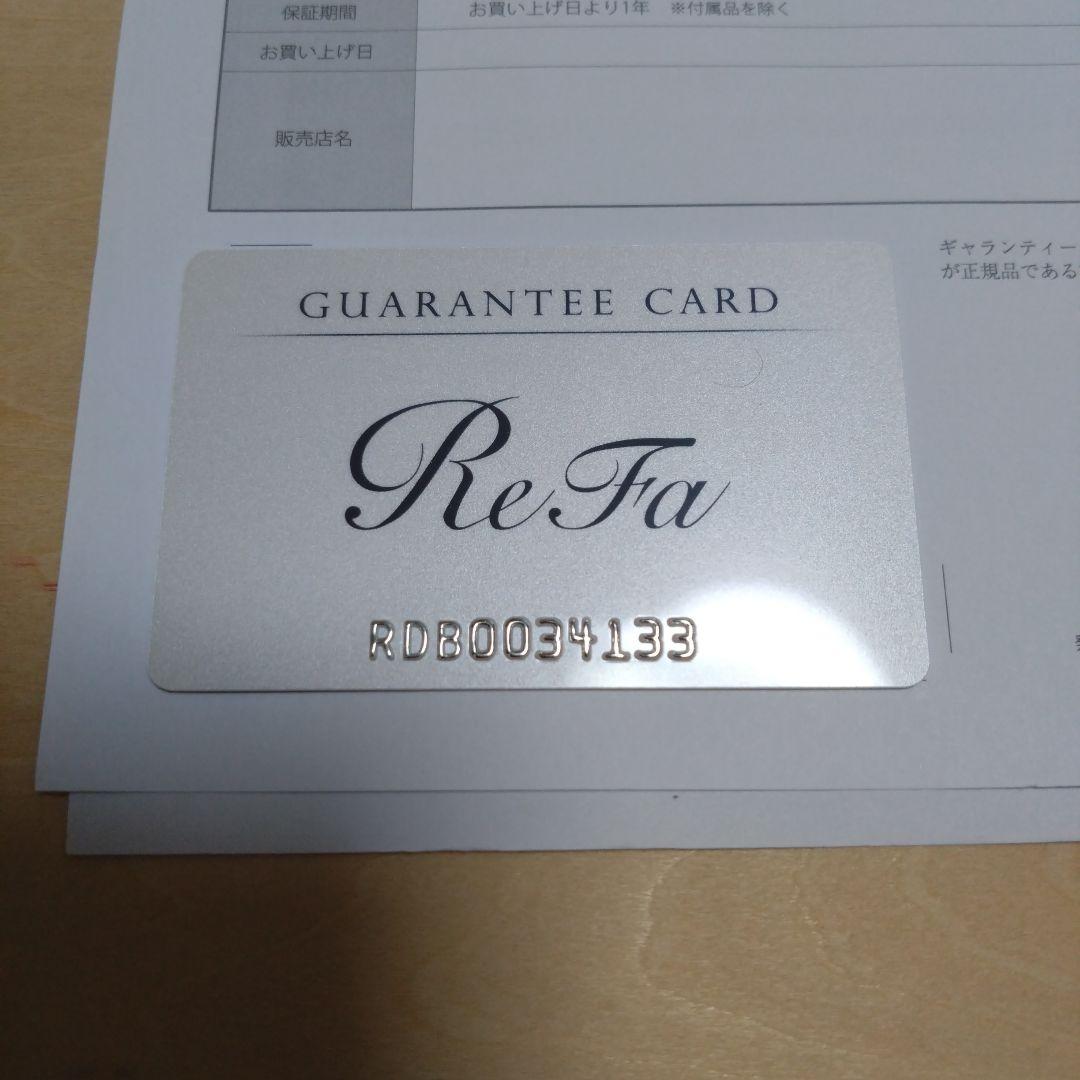 保証期間 お買い上げ日より1年 ※付属品を除く
お買い上げ日
販売店名
ギャランティー
が正規品である
GUARANTEE CARD
ReFa
RDB0034133